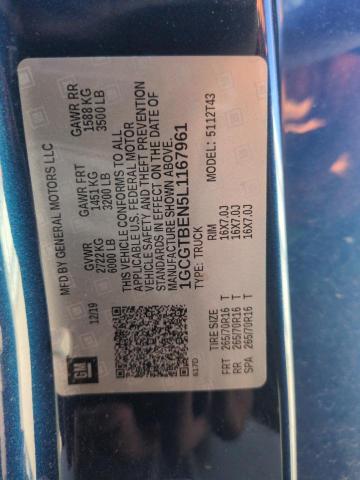 MFD BY GENERAL MOTORS LLC
12/19
GVWR GAWR FRT GAWR RR
2722 KG 1451 KG 1588 KG
6000 LB 3200 LB 3500 LB
THIS VEHICLE CONFORMS TO ALL
APPLICABLE U.S. FEDERAL MOTOR
VEHICLE SAFETY AND THEFT PREVENTION
STANDARDS IN EFFECT ON THE DATE OF
MANUFACTURE SHOWN ABOVE.
1GCGTBEN5L1167961
TYPE: TRUCK
MODEL: 5112T43
TIRE SIZE RIM
FRT 265/70R16 T 16X7.0J
RR 265/70R16 T 16X7.0J
SPA 265/70R16 T 16X7.0J
GM
617D